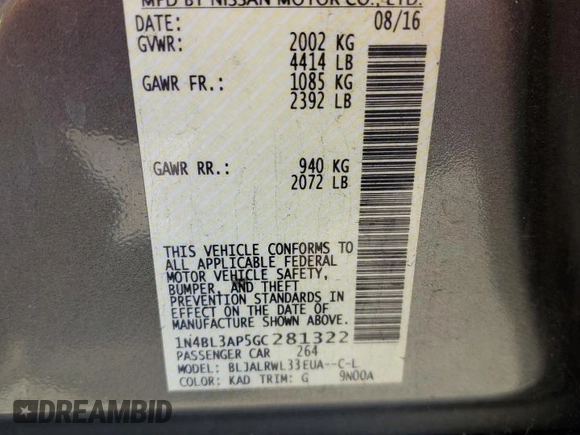 MFD BY NISSAN MOTOR CO., LTD.
DATE: 08/16
GVWR: 2002 KG
4414 LB
GAWR FR.: 1085 KG
2392 LB
GAWR RR.: 940 KG
2072 LB
THIS VEHICLE CONFORMS TO
ALL APPLICABLE FEDERAL
MOTOR VEHICLE SAFETY,
BUMPER, AND THEFT
PREVENTION STANDARDS IN
EFFECT ON THE DATE OF
MANUFACTURE SHOWN ABOVE.
1N4BL3AP5GC281322
PASSENGER CAR 264
MODEL: BLJALRWL33EUA--C-L
COLOR: KAD TRIM: G 9N00A
DREAMBID